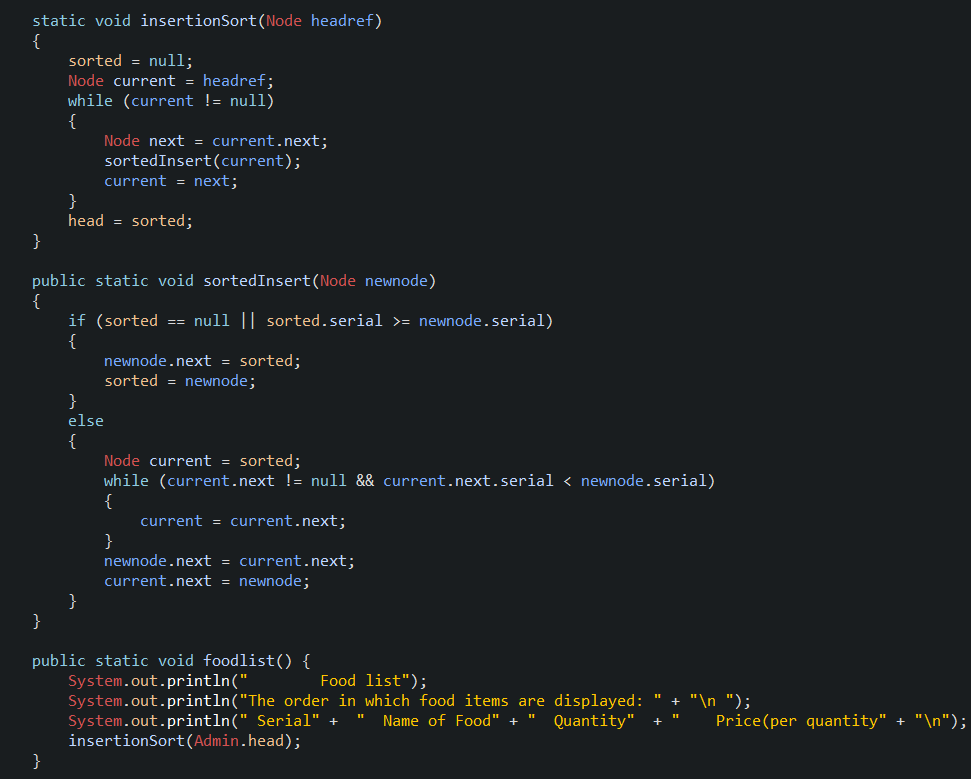 static void insertionSort(Node headref)
{
    sorted = null;
    Node current = headref;
    while (current != null)
    {
        Node next = current.next;
        sortedInsert(current);
        current = next;
    }
    head = sorted;
}

public static void sortedInsert(Node newnode)
{
    if (sorted == null || sorted.serial >= newnode.serial)
    {
        newnode.next = sorted;
        sorted = newnode;
    }
    else
    {
        Node current = sorted;
        while (current.next != null && current.next.serial < newnode.serial)
        {
            current = current.next;
        }
        newnode.next = current.next;
        current.next = newnode;
    }
}

public static void foodlist() {
    System.out.println("        Food list");
    System.out.println("The order in which food items are displayed: " + "\n ");
    System.out.println(" Serial" +  "  Name of Food" + "  Quantity"  + "    Price(per quantity" + "\n");
    insertionSort(Admin.head);
}